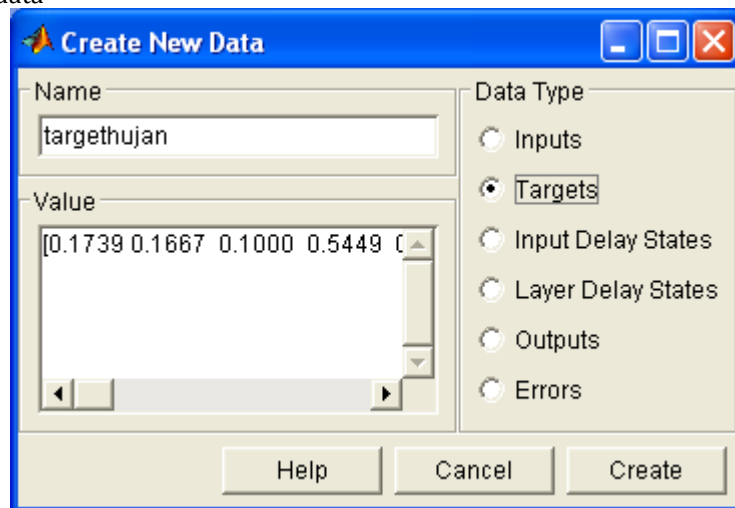 data
Create New Data
Name
targethujan
Value
[0.1739 0.1667 0.1000 0.5449
Data Type
Inputs
Targets
Input Delay States
Layer Delay States
Outputs
Errors
Help
Cancel
Create